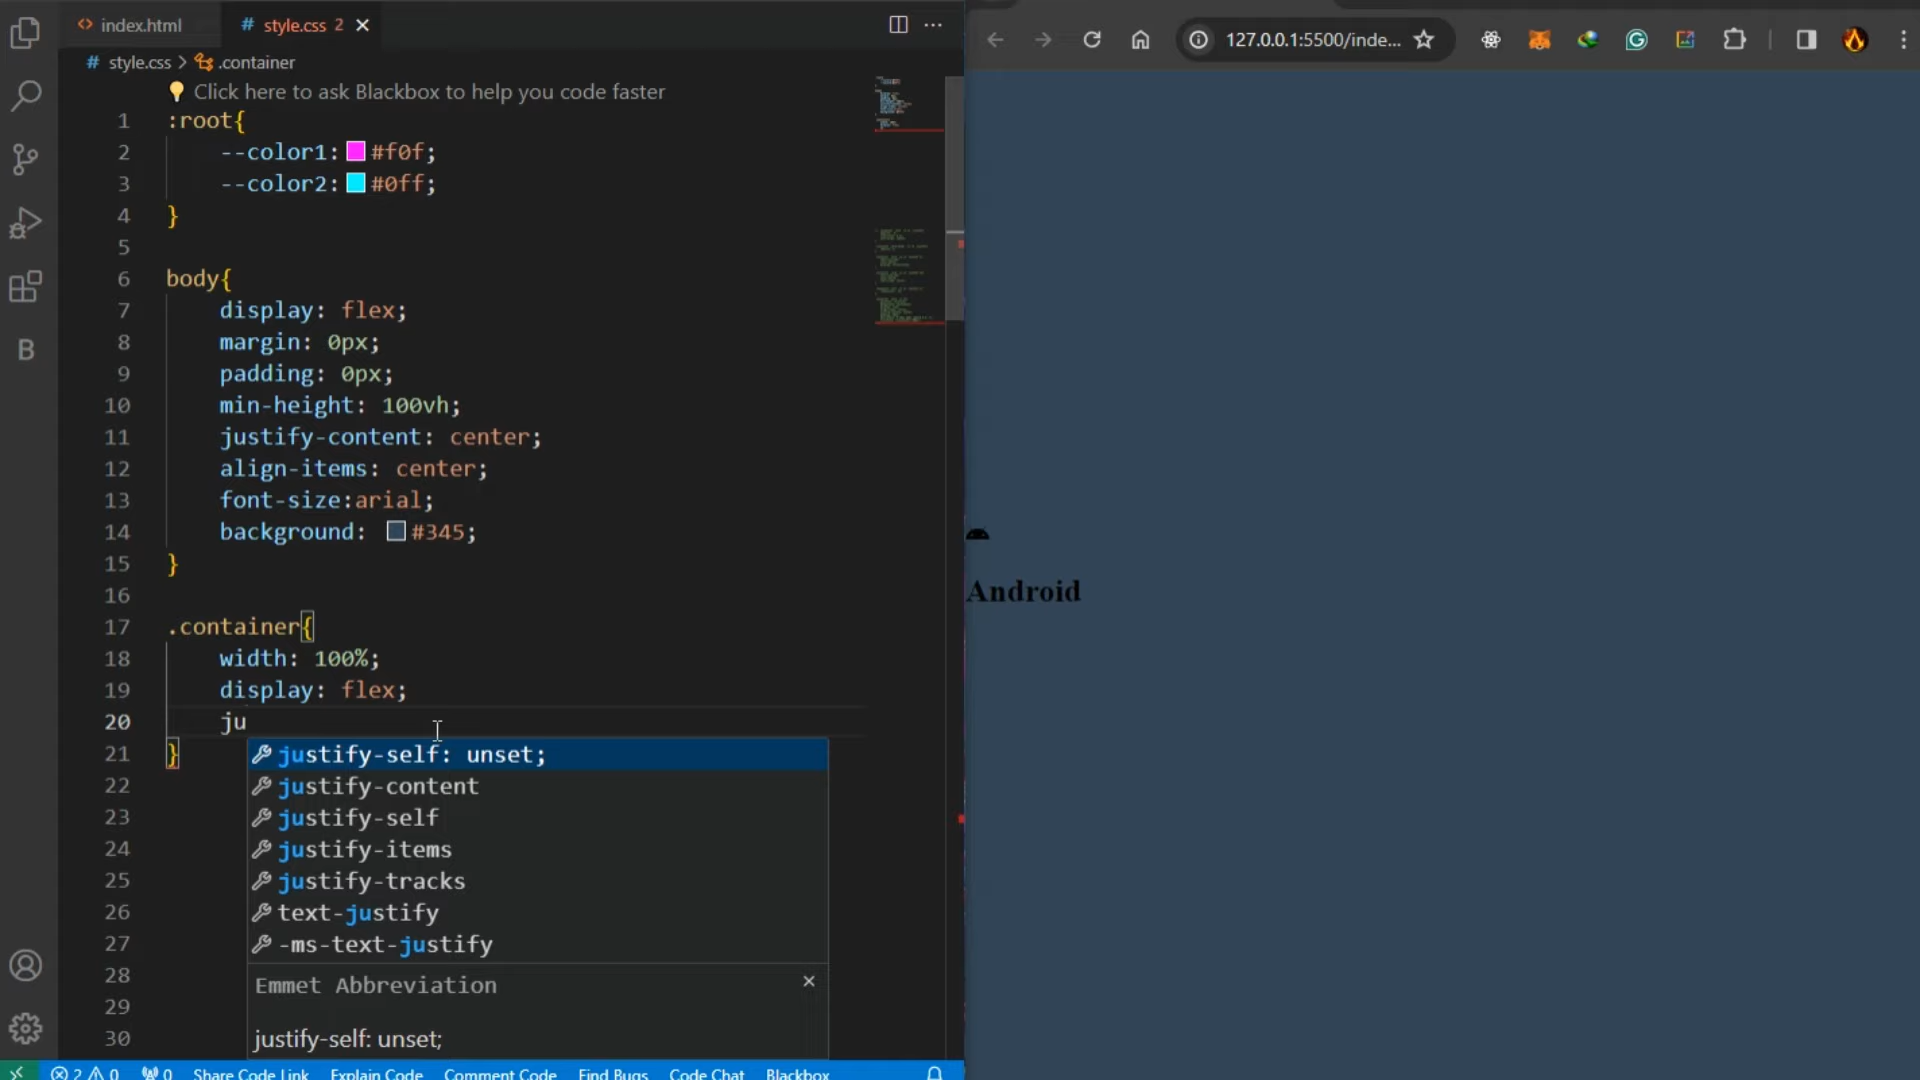 index.html
# style.css 2
# style.css > .container
Click here to ask Blackbox to help you code faster
1 :root{
2 --color1: #f0f;
3 --color2: #0ff;
4 }
5
6 body{
7 display: flex;
8 margin: 0px;
9 padding: 0px;
10 min-height: 100vh;
11 justify-content: center;
12 align-items: center;
13 font-size:arial;
14 background: #345;
15 }
16
17 .container{
18 width: 100%;
19 display: flex;
20 ju
21 }
justify-self: unset;
22 justify-content
23 justify-self
24 justify-items
25 justify-tracks
26 text-justify
27 -ms-text-justify
28 Emmet Abbreviation
29
30 justify-self: unset;
B
2 0 0 Share Code Link Explain Code Comment Code Find Bugs Code Chat Blackbox
127.0.0.1:5500/inde...
Android